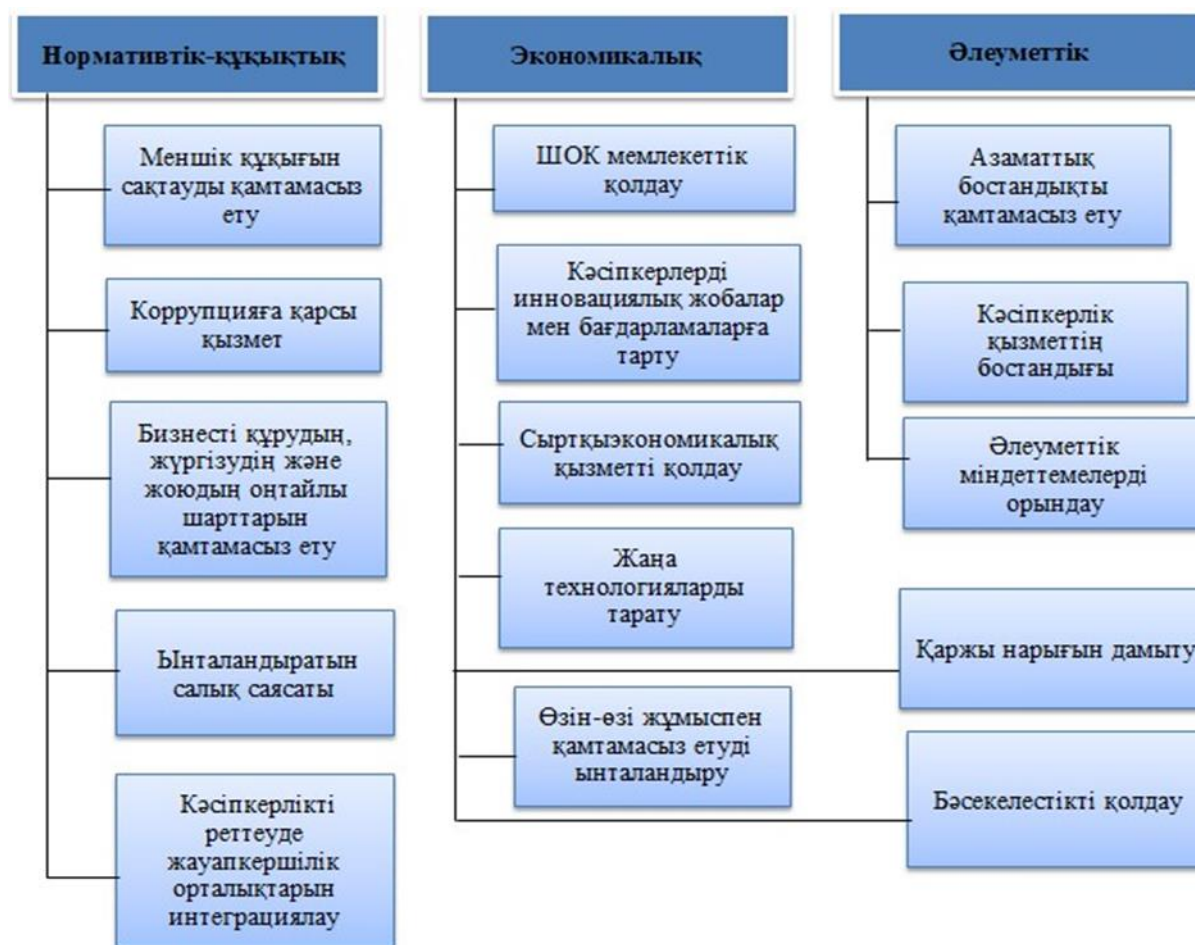 Нормативтік-құқықтық
Меншік құқығын
сақтауды қамтамасыз
ету
Коррупцияға қарсы
қызмет
Бизнесті құрудың,
жүргізудің және
жоюдың оңтайлы
шарттарын
қамтамасыз ету
Ынталандыратын
салық саясаты
Кәсіпкерлікті
реттеуде
жауапкершілік
орталықтарын
интеграциялау
Экономикалық
ШОК мемлекеттік
қолдау
Кәсіпкерлерді
инновациялық жобалар
мен бағдарламаларға
тарту
Сыртқыэкономикалық
қызметті қолдау
Жаңа
технологияларды
тарату
Өзін-өзі жұмыспен
қамтамасыз етуді
ынталандыру
Әлеуметтік
Азаматтық
бостандықты
қамтамасыз ету
Кәсіпкерлік
қызметтің
бостандығы
Әлеуметтік
міндеттемелерді
орындау
Қаржы нарығын дамыту
Бәсекелестікті қолдау